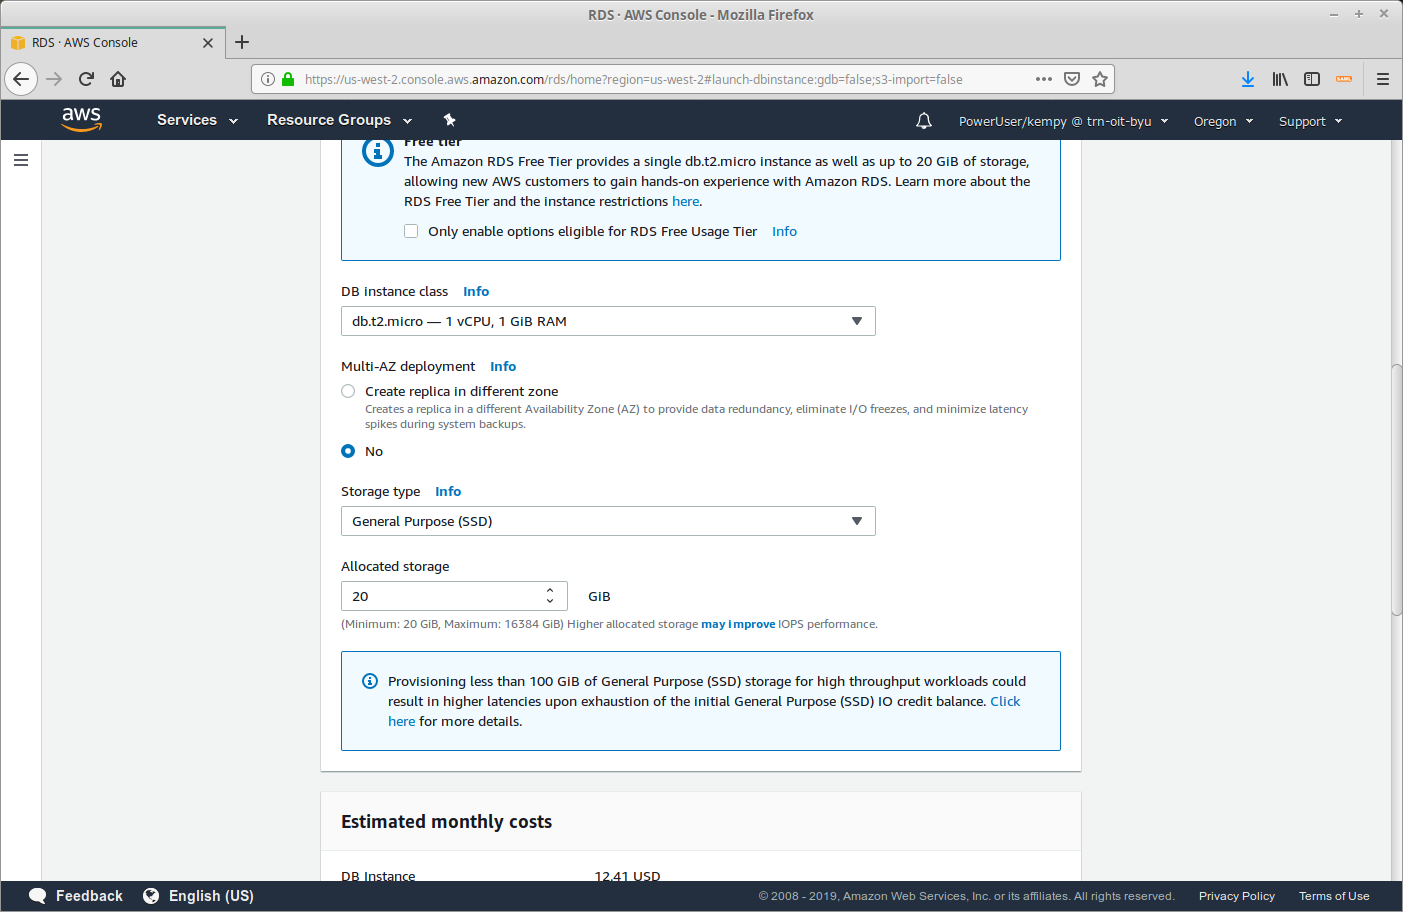 RDS · AWS Console - Mozilla Firefox
RDS · AWS Console
https://us-west-2.console.aws.amazon.com/rds/home?region=us-west-2#launch-dbinstance:gdb=false;s3-import=false
aws
Services
Resource Groups
PowerUser/kempy @ trn-oit-byu
Oregon
Support
Free tier
The Amazon RDS Free Tier provides a single db.t2.micro instance as well as up to 20 GiB of storage,
allowing new AWS customers to gain hands-on experience with Amazon RDS. Learn more about the
RDS Free Tier and the instance restrictions here.
Only enable options eligible for RDS Free Usage Tier Info
DB instance class Info
db.t2.micro — 1 vCPU, 1 GiB RAM
Multi-AZ deployment Info
Create replica in different zone
Creates a replica in a different Availability Zone (AZ) to provide data redundancy, eliminate I/O freezes, and minimize latency
spikes during system backups.
No
Storage type Info
General Purpose (SSD)
Allocated storage
20 GiB
(Minimum: 20 GiB, Maximum: 16384 GiB) Higher allocated storage may improve IOPS performance.
Provisioning less than 100 GiB of General Purpose (SSD) storage for high throughput workloads could
result in higher latencies upon exhaustion of the initial General Purpose (SSD) IO credit balance. Click
here for more details.
Estimated monthly costs
DB Instance 12.41 USD
Feedback
English (US)
© 2008 - 2019, Amazon Web Services, Inc. or its affiliates. All rights reserved.
Privacy Policy
Terms of Use